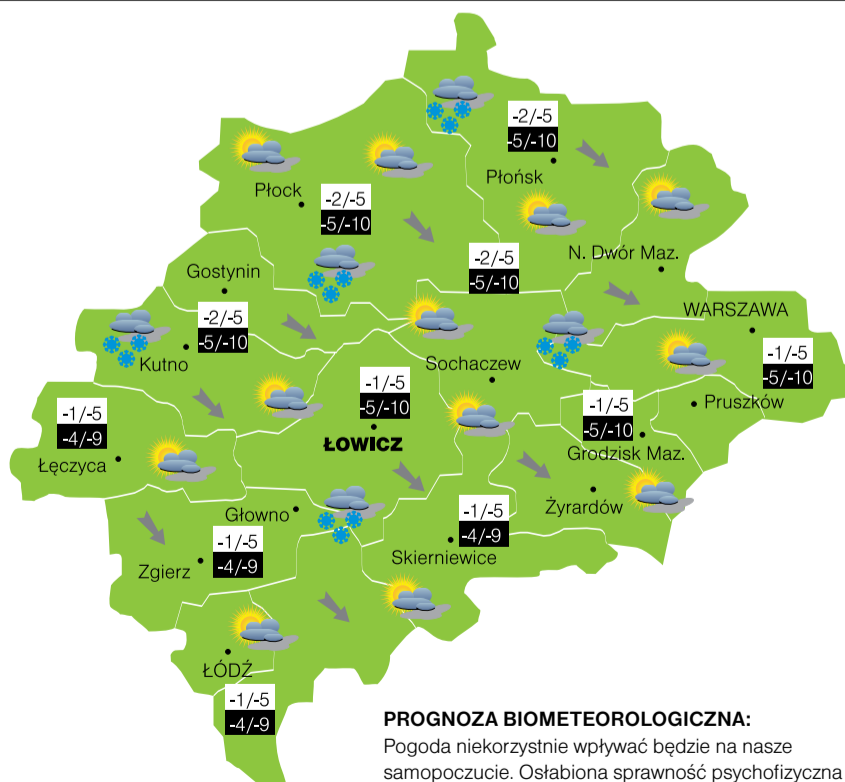 -2/-5
-5/-10
Płońsk
Płock
-2/-5
-5/-10
N. Dwór Maz.
-2/-5
-5/-10
Gostynin
WARSZAWA
-2/-5
-5/-10
Kutno
Sochaczew
-1/-5
-5/-10
-1/-5
-5/-10
ŁOWICZ
Pruszków
-1/-5
-5/-10
Grodzisk Maz.
-1/-5
-4/-9
Łęczyca
Żyrardów
Głowno
-1/-5
-4/-9
Skierniewice
-1/-5
-4/-9
Zgierz
ŁÓDŹ
-1/-5
-4/-9
PROGNOZA BIOMETEOROLOGICZNA:
Pogoda niekorzystnie wpływać będzie na nasze
samopoczucie. Osłabiona sprawność psychofizyczna